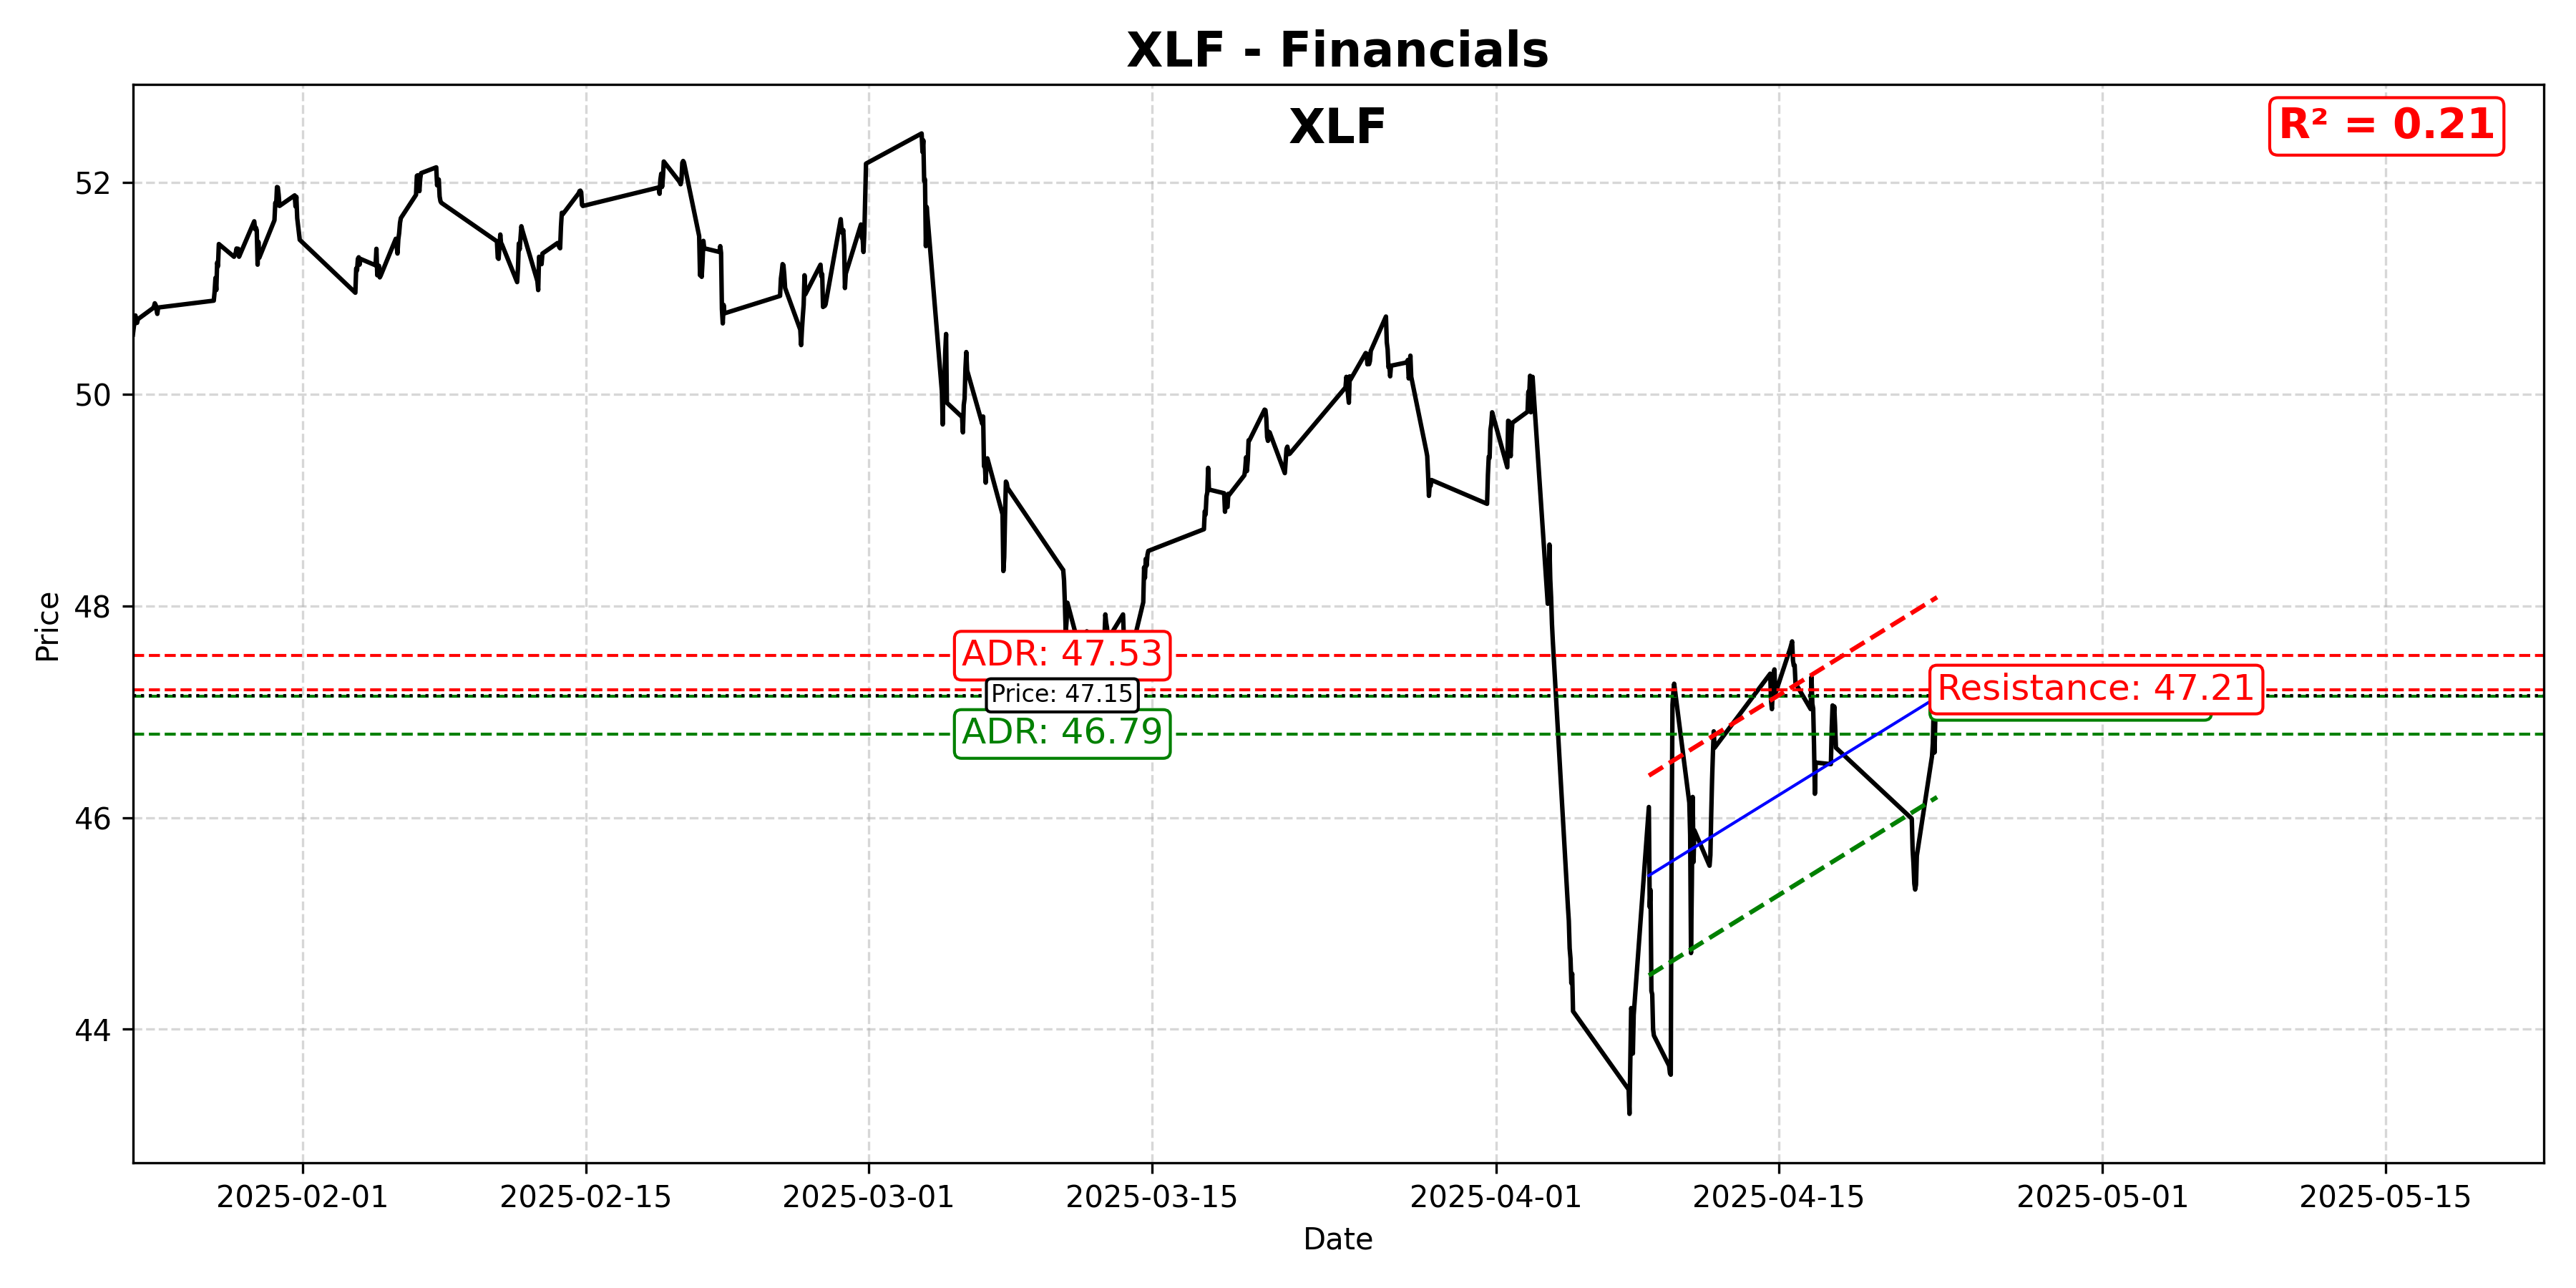 XLF - Financials
XLF
R² = 0.21
52
50
48
46
44
Price
ADR: 47.53
Price: 47.15
ADR: 46.79
Resistance: 47.21
2025-02-01
2025-02-15
2025-03-01
2025-03-15
2025-04-01
2025-04-15
2025-05-01
2025-05-15
Date